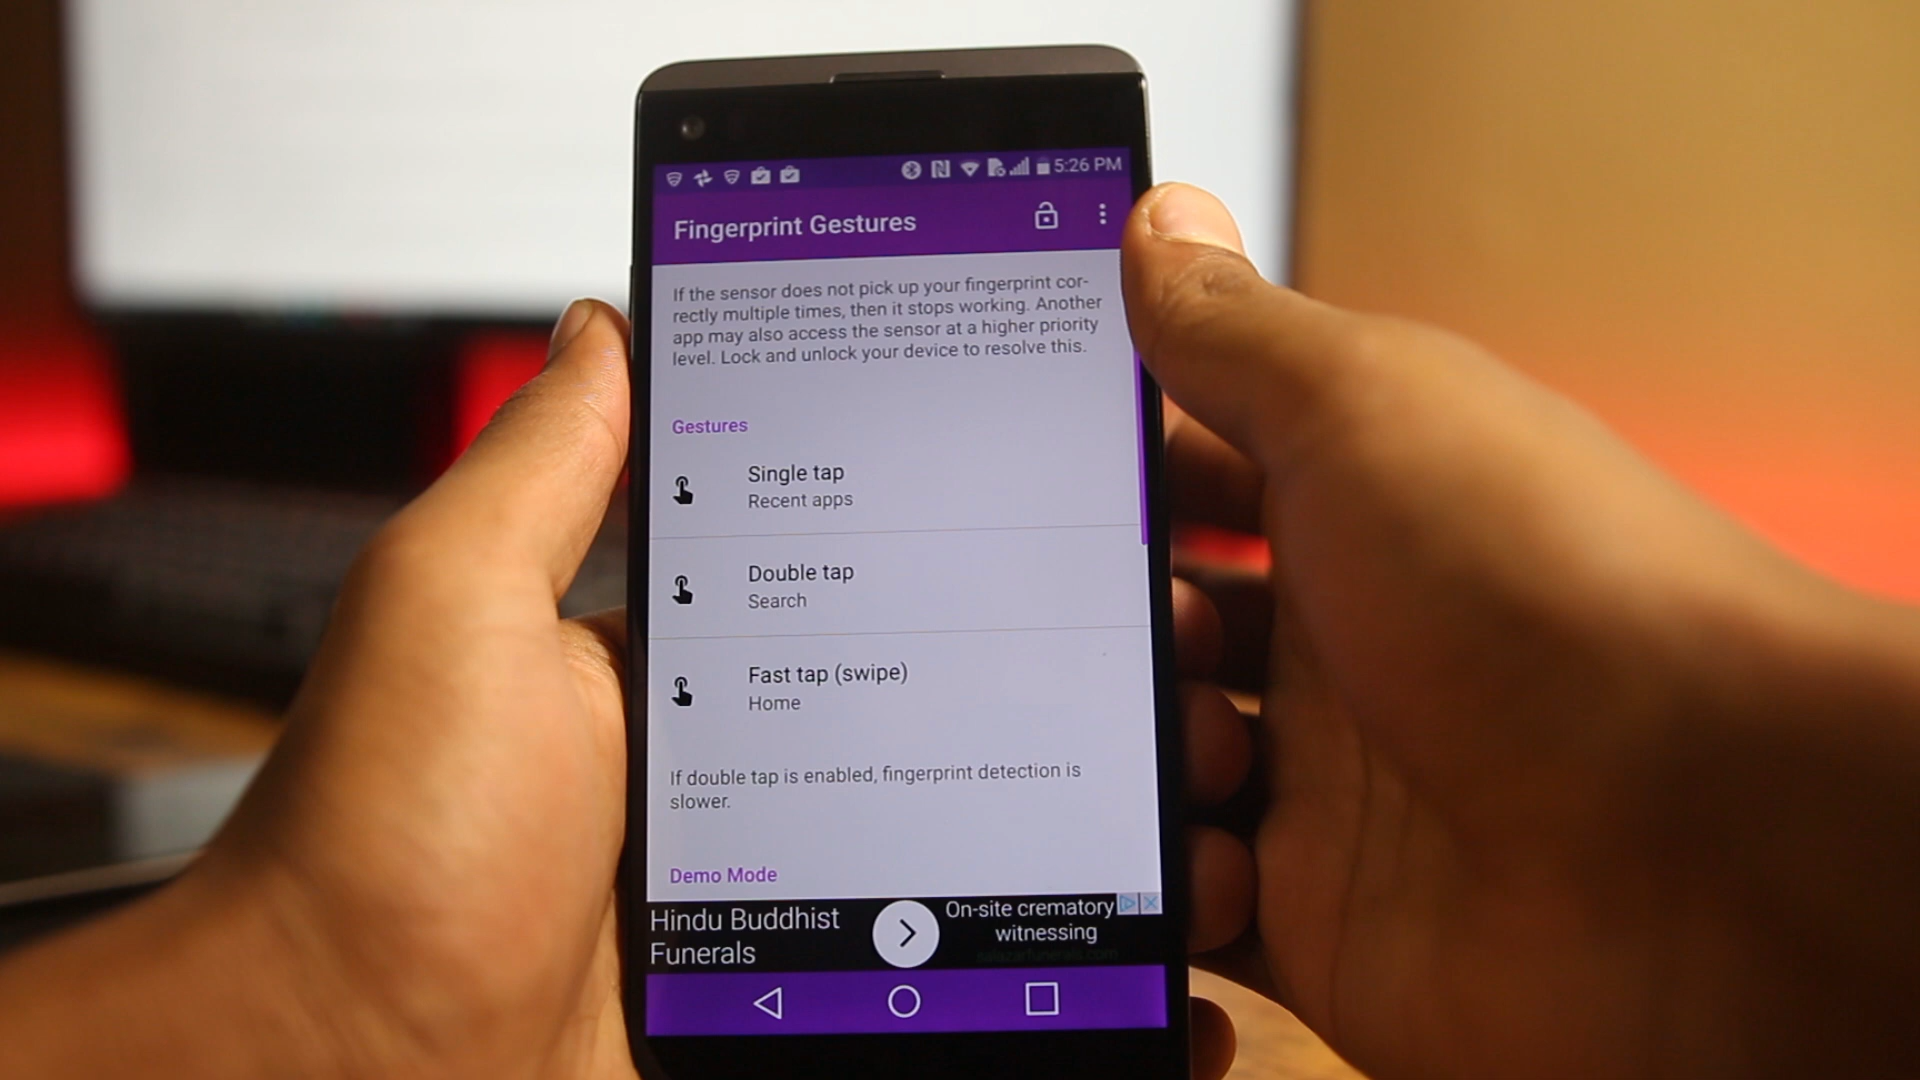 5:26 PM
Fingerprint Gestures
If the sensor does not pick up your fingerprint cor-
rectly multiple times, then it stops working. Another
app may also access the sensor at a higher priority
level. Lock and unlock your device to resolve this.
Gestures
Single tap
Recent apps
Double tap
Search
Fast tap (swipe)
Home
If double tap is enabled, fingerprint detection is
slower.
Demo Mode
Hindu Buddhist
Funerals
On-site crematory
witnessing